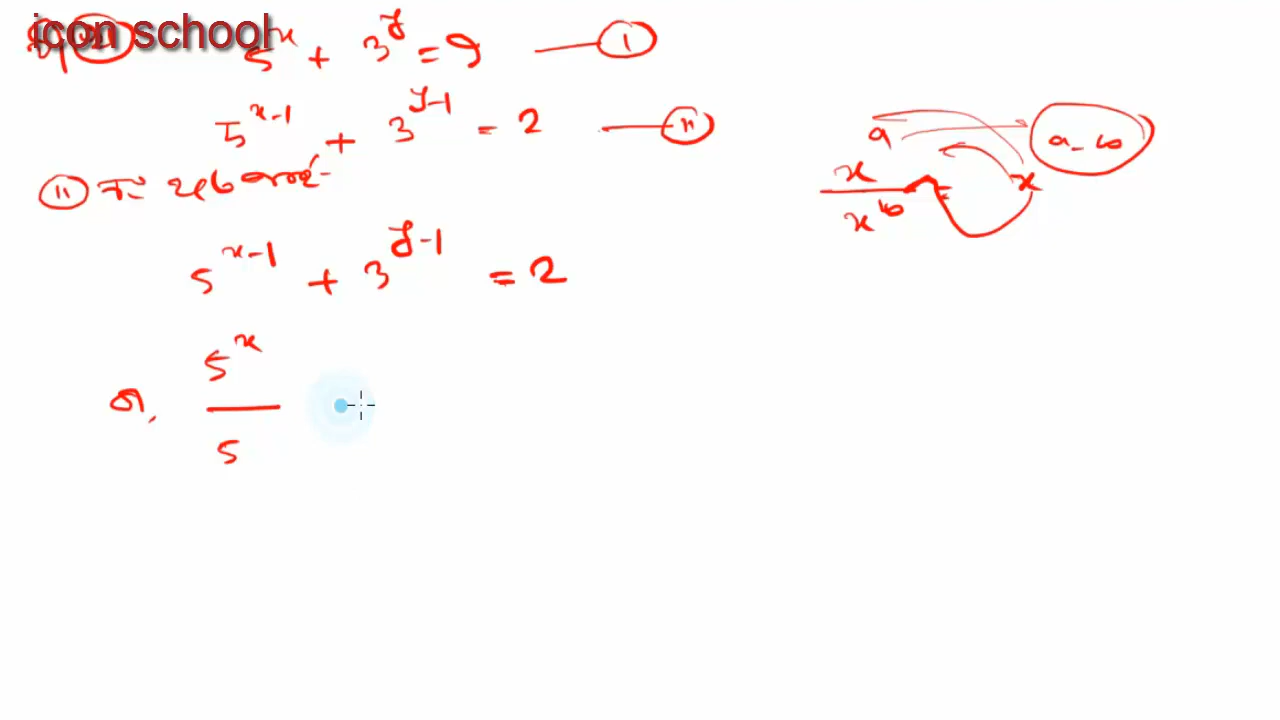 icon school
5^x + 3^y = 9 —— (i)
5^{x-1} + 3^{y-1} = 2 —— (ii)
(ii) নং হতে পাই
5^{x-1} + 3^{y-1} = 2
বা, 5^x / 5
x^a / x^b = x^{a-b}